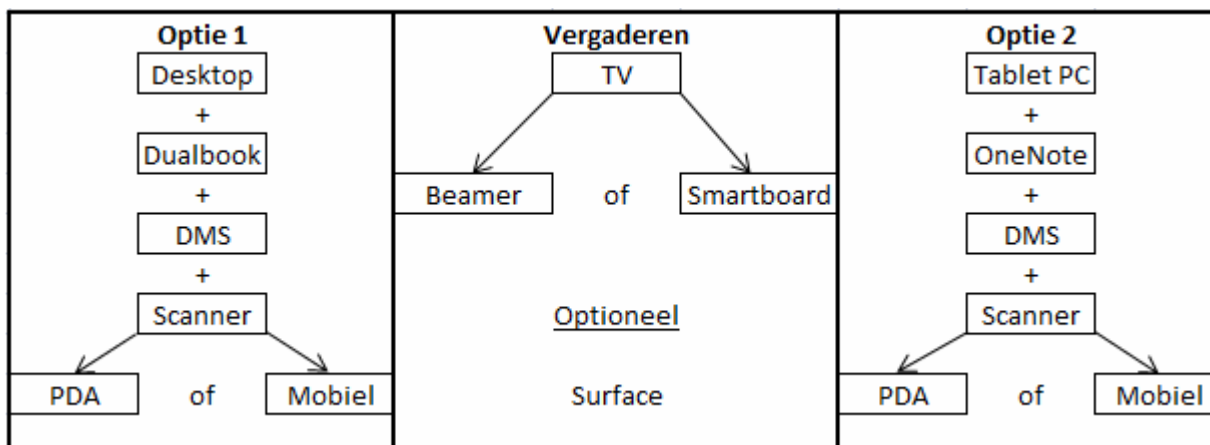 Optie 1
Desktop
+
Dualbook
+
DMS
+
Scanner
PDA of Mobiel
Vergaderen
TV
Beamer of Smartboard
Optioneel
Surface
Optie 2
Tablet PC
+
OneNote
+
DMS
+
Scanner
PDA of Mobiel